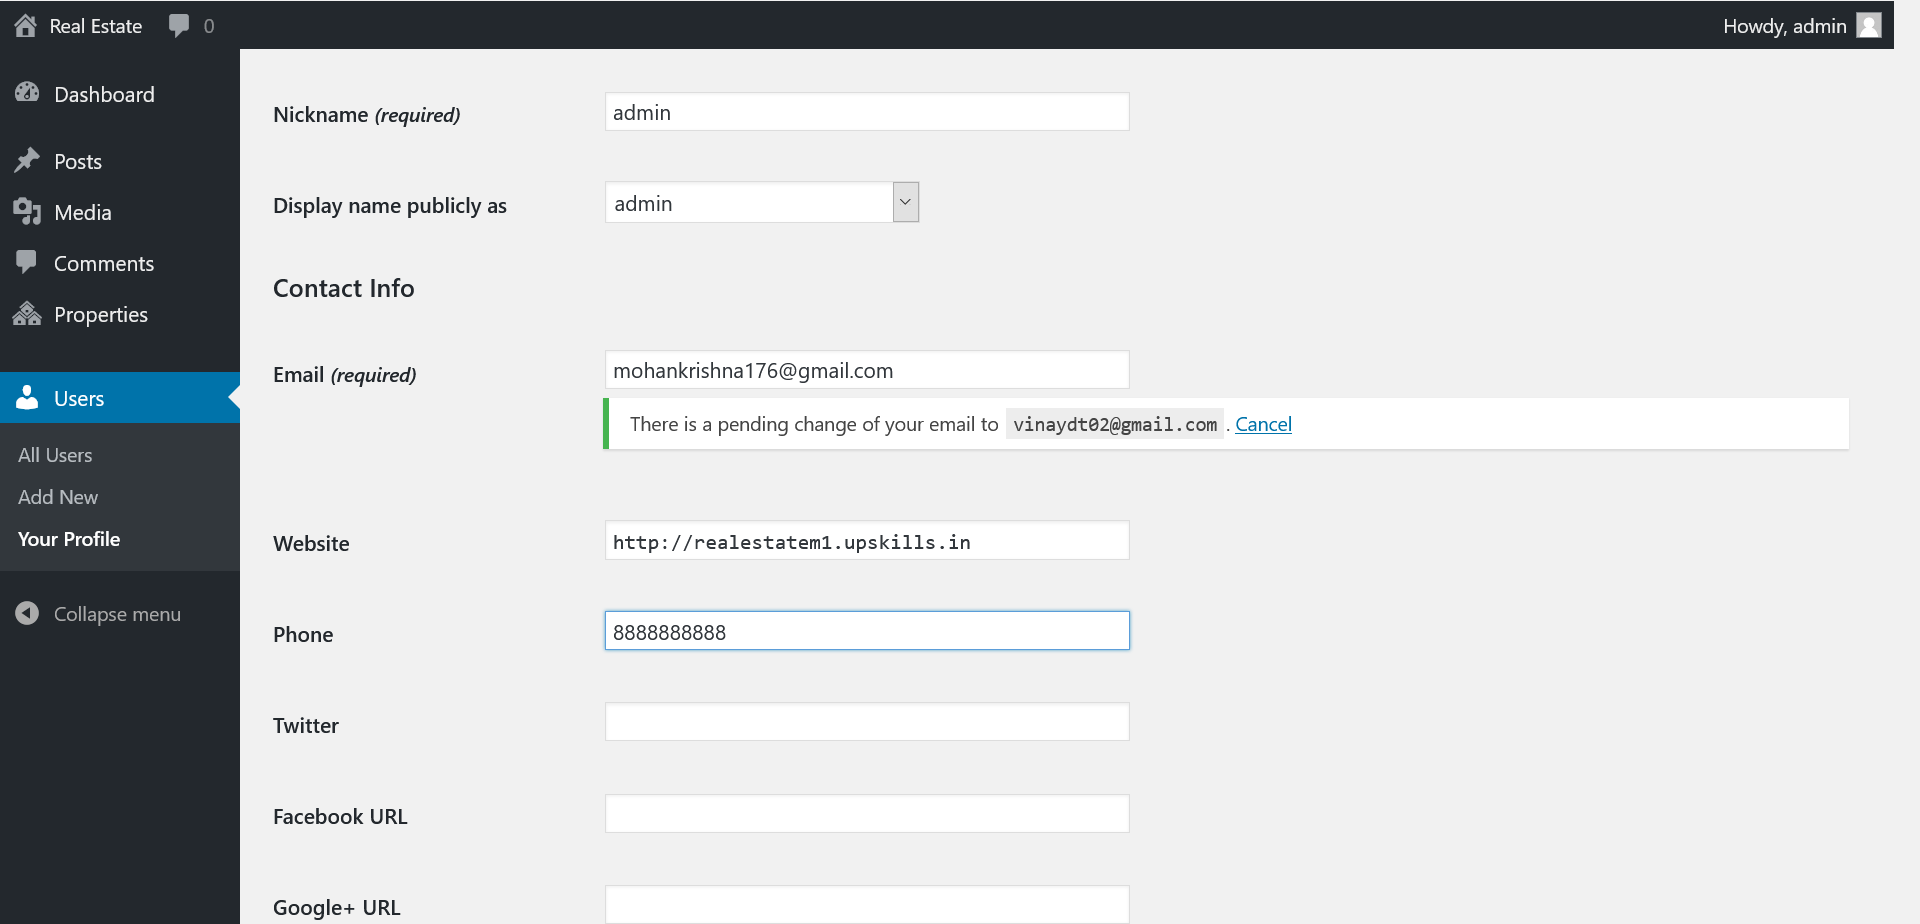 Real Estate 0 Howdy, admin
Dashboard
Posts
Media
Comments
Properties
Users
All Users
Add New
Your Profile
Collapse menu
Nickname (required) admin
Display name publicly as admin
Contact Info
Email (required) mohankrishna176@gmail.com
There is a pending change of your email to vinaydt02@gmail.com . Cancel
Website http://realestatem1.upskills.in
Phone 8888888888
Twitter
Facebook URL
Google+ URL